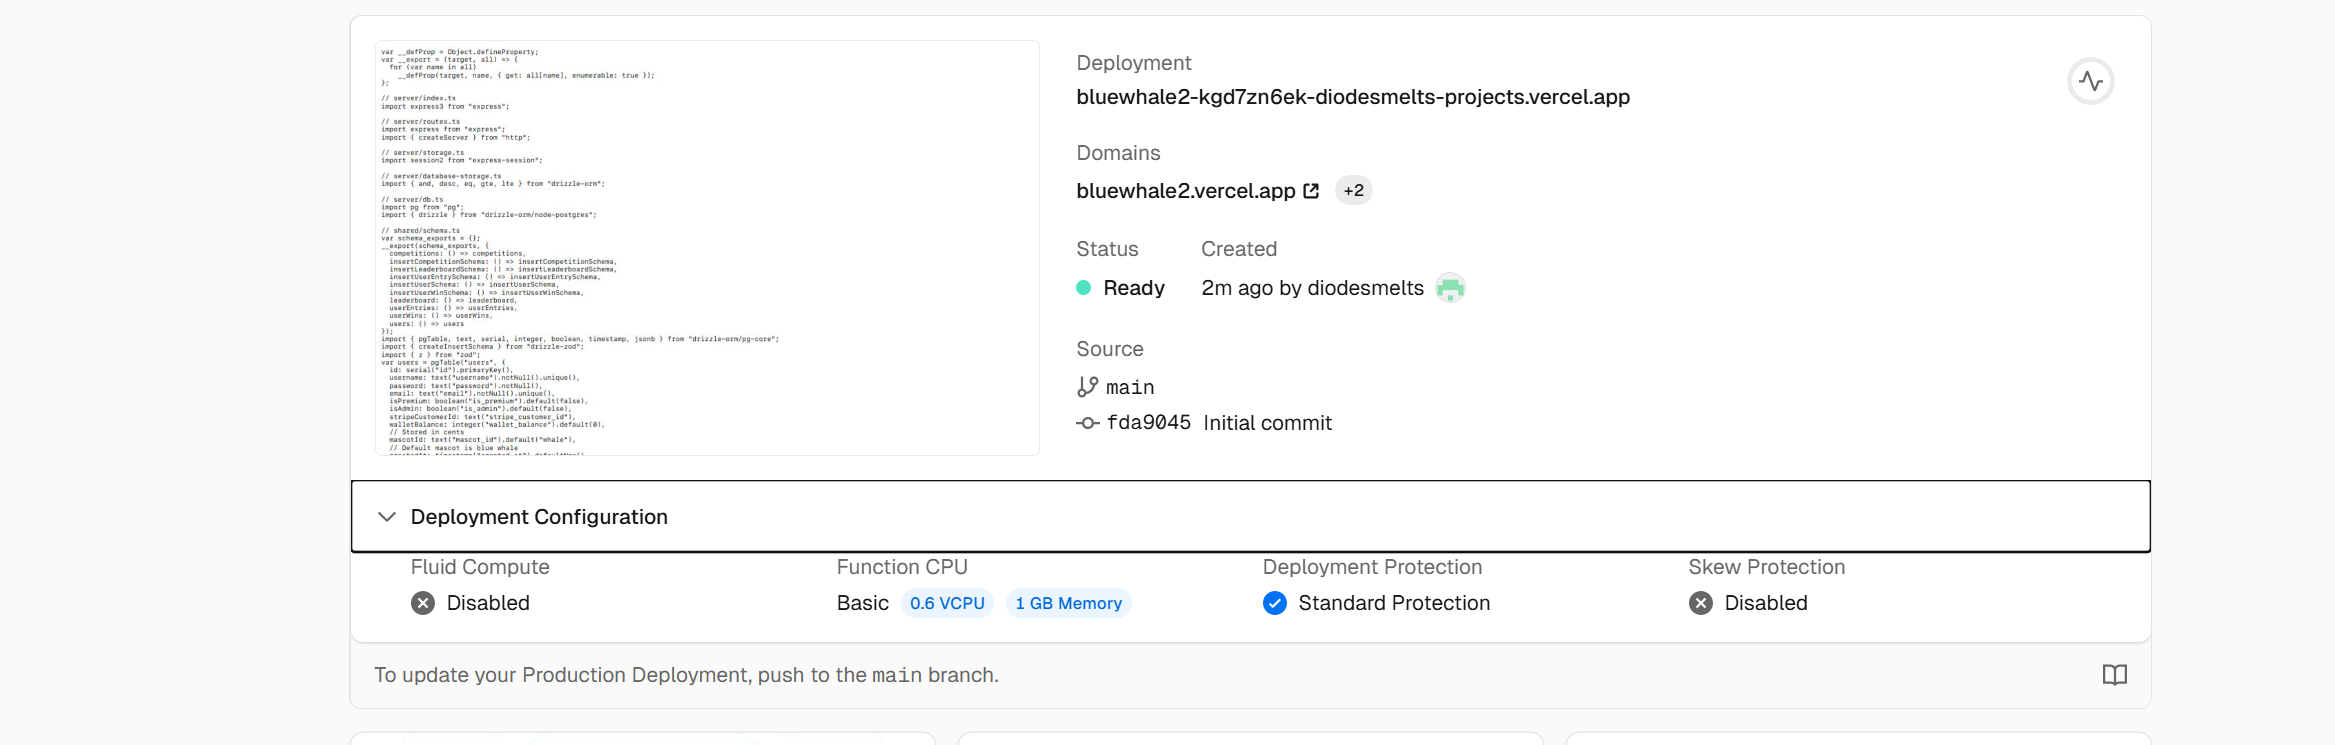 var __defProp = Object.defineProperty;
var __export = (target, all) => {
  for (var name in all)
    __defProp(target, name, { get: all[name], enumerable: true });
};
// server/index.ts
import express3 from "express";
// server/routes.ts
import express from "express";
import { createServer } from "http";
// server/storage.ts
import session2 from "express-session";
// server/database-storage.ts
import { and, desc, eq, gte, lte } from "drizzle-orm";
// server/db.ts
import pg from "pg";
import { drizzle } from "drizzle-orm/node-postgres";
// shared/schema.ts
var schema_exports = {};
__export(schema_exports, {
  competitions: () => competitions,
  insertCompetitionSchema: () => insertCompetitionSchema,
  insertLeaderboardSchema: () => insertLeaderboardSchema,
  insertUserEntrySchema: () => insertUserEntrySchema,
  insertUserSchema: () => insertUserSchema,
  insertUserWinSchema: () => insertUserWinSchema,
  leaderboard: () => leaderboard,
  userEntries: () => userEntries,
  userWins: () => userWins,
  users: () => users
});
import { pgTable, text, serial, integer, boolean, timestamp, jsonb } from "drizzle-orm/pg-core";
import { createInsertSchema } from "drizzle-zod";
import { z } from "zod";
var users = pgTable("users", {
  id: serial("id").primaryKey(),
  username: text("username").notNull().unique(),
  password: text("password").notNull(),
  email: text("email").notNull().unique(),
  isPremium: boolean("is_premium").default(false),
  isAdmin: boolean("is_admin").default(false),
  stripeCustomerId: text("stripe_customer_id"),
  walletBalance: integer("wallet_balance").default(0),
  // Stored in cents
  mascotId: text("mascot_id").default("whale"),
  // Default mascot is blue whale
Deployment
bluewhale2-kgd7zn6ek-diodesmelts-projects.vercel.app
Domains
bluewhale2.vercel.app +2
Status Created
Ready 2m ago by diodesmelts
Source
main
fda9045 Initial commit
Deployment Configuration
Fluid Compute Function CPU Deployment Protection Skew Protection
Disabled Basic 0.6 VCPU 1 GB Memory Standard Protection Disabled
To update your Production Deployment, push to the main branch.